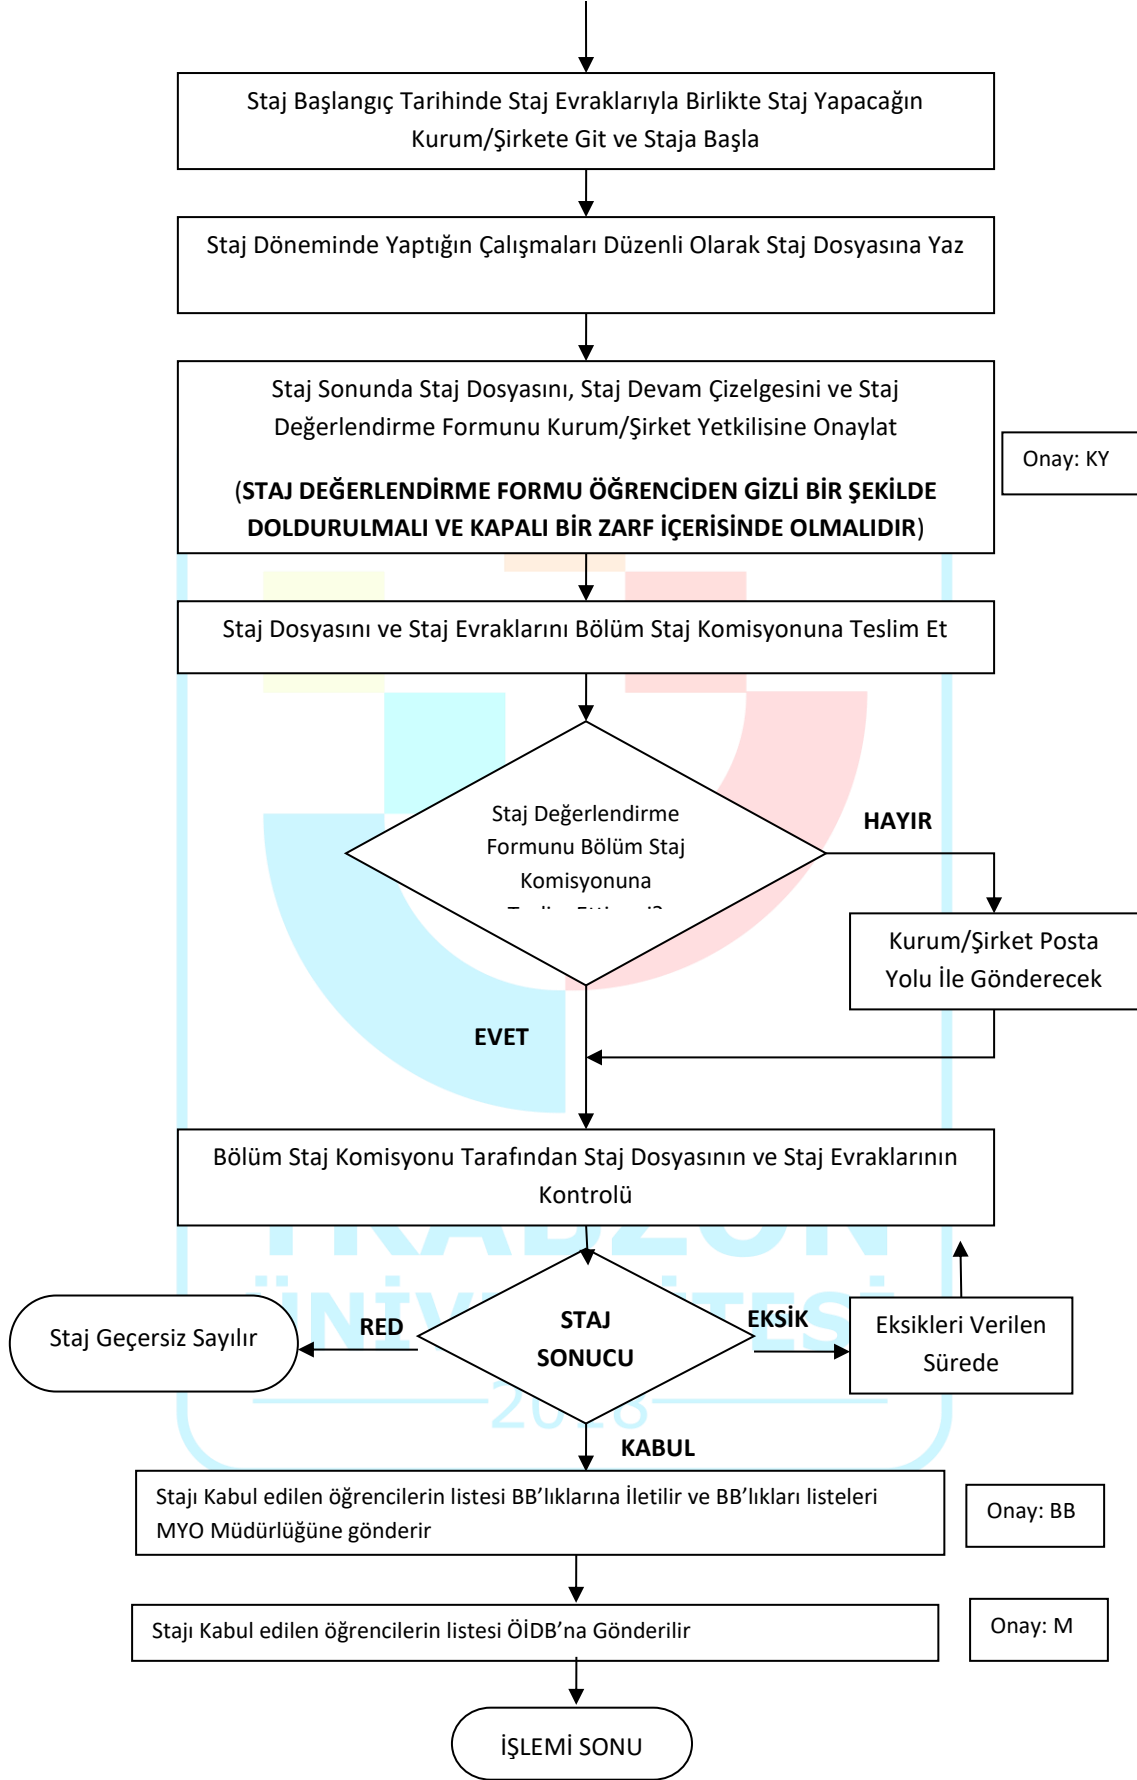 Staj Başlangıç Tarihinde Staj Evraklarıyla Birlikte Staj Yapacağın
Kurum/Şirkete Git ve Staja Başla
Staj Döneminde Yaptığın Çalışmaları Düzenli Olarak Staj Dosyasına Yaz
Staj Sonunda Staj Dosyasını, Staj Devam Çizelgesini ve Staj
Değerlendirme Formunu Kurum/Şirket Yetkilisine Onaylat
(STAJ DEĞERLENDİRME FORMU ÖĞRENCİDEN GİZLİ BİR ŞEKİLDE
DOLDURULMALI VE KAPALI BİR ZARF İÇERİSİNDE OLMALIDIR)
Onay: KY
Staj Dosyasını ve Staj Evraklarını Bölüm Staj Komisyonuna Teslim Et
Staj Değerlendirme
Formunu Bölüm Staj
Komisyonuna
HAYIR
Kurum/Şirket Posta
Yolu İle Gönderecek
EVET
Bölüm Staj Komisyonu Tarafından Staj Dosyasının ve Staj Evraklarının
Kontrolü
STAJ
SONUCU
RED
Staj Geçersiz Sayılır
EKSİK
Eksikleri Verilen
Sürede
KABUL
Stajı Kabul edilen öğrencilerin listesi BB'lıklarına İletilir ve BB'lıkları listeleri
MYO Müdürlüğüne gönderir
Onay: BB
Stajı Kabul edilen öğrencilerin listesi ÖİDB'na Gönderilir
Onay: M
İŞLEMİ SONU